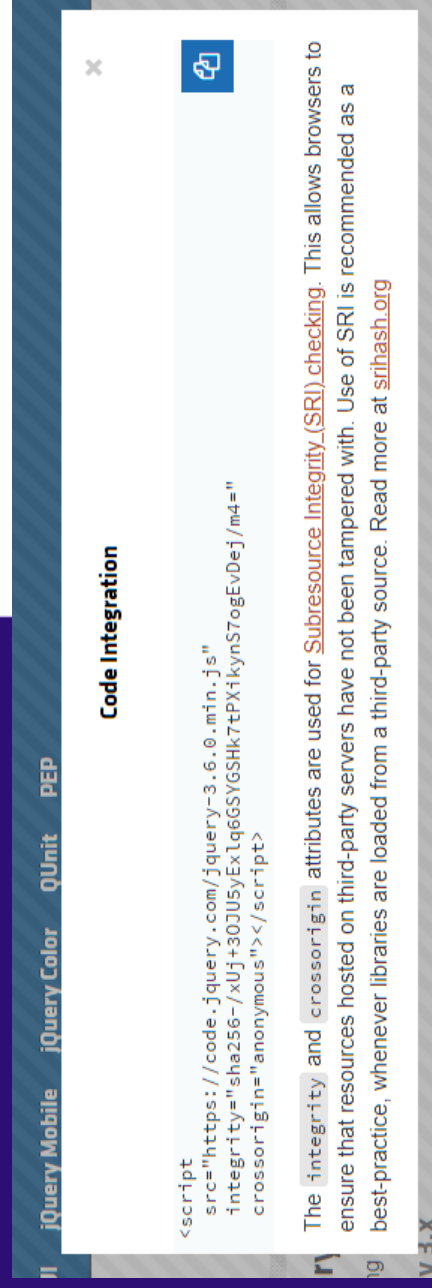 UI jQuery Mobile jQuery Color QUnit PEP
Code Integration
<script
src="https://code.jquery.com/jquery-3.6.0.min.js"
integrity="sha256-/xUj+3OJU5yExlq6GSYGSHk7tPXikynS7ogEvDej/m4="
crossorigin="anonymous"></script>
The integrity and crossorigin attributes are used for Subresource Integrity (SRI) checking. This allows browsers to
ensure that resources hosted on third-party servers have not been tampered with. Use of SRI is recommended as a
best-practice, whenever libraries are loaded from a third-party source. Read more at srihash.org